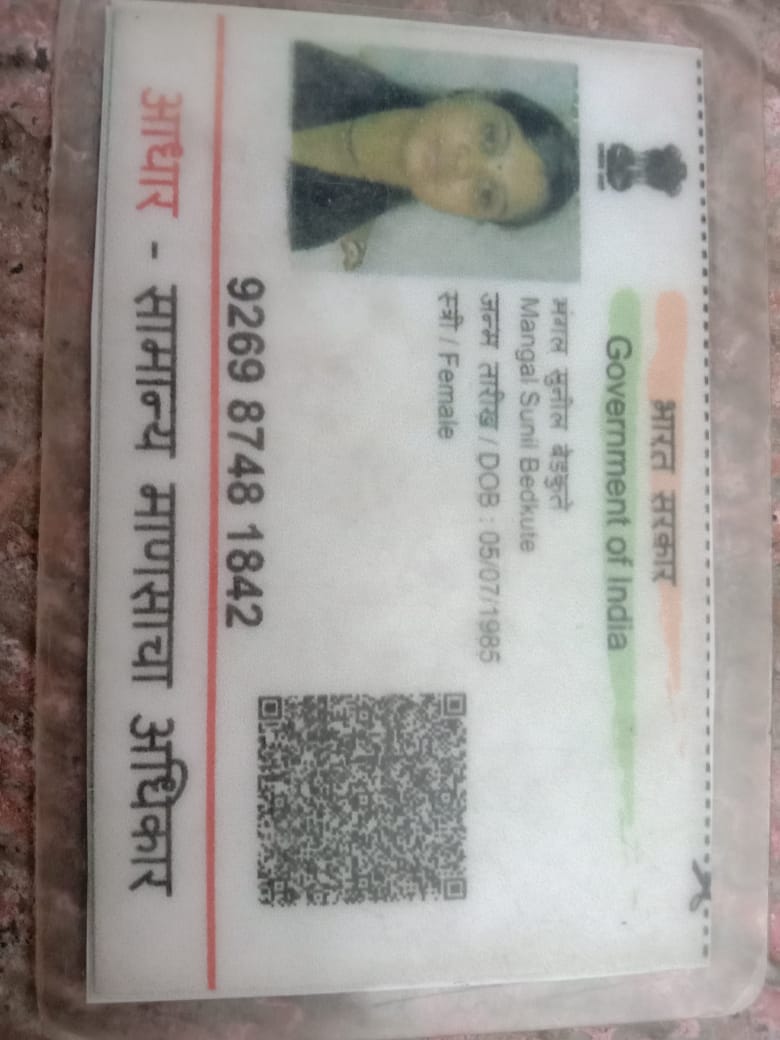 भारत सरकार
Government of India
मंगल सुनील बेडकुते
Mangal Sunil Bedkute
जन्म तारीख / DOB : 05/07/1985
स्त्री / Female
9269 8748 1842
आधार - सामान्य माणसाचा अधिकार